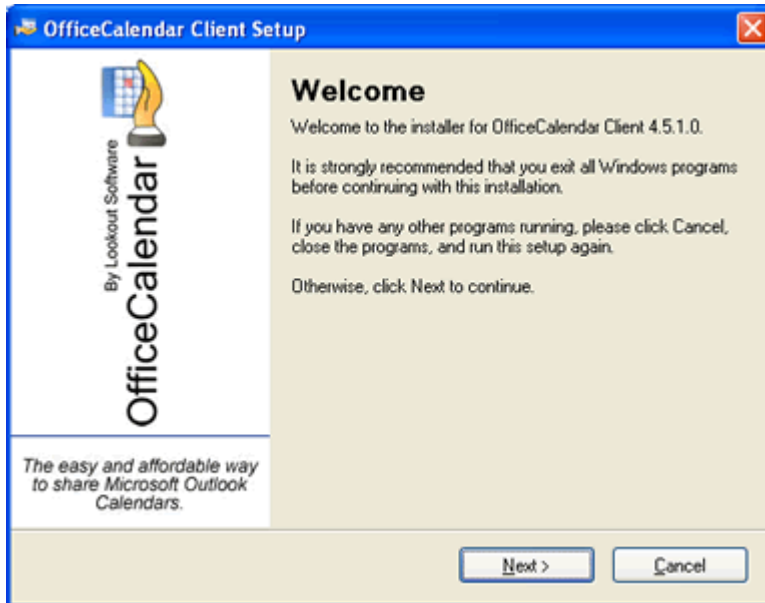 OfficeCalendar Client Setup
By Lookout Software
OfficeCalendar
The easy and affordable way
to share Microsoft Outlook
Calendars.
Welcome
Welcome to the installer for OfficeCalendar Client 4.5.1.0.
It is strongly recommended that you exit all Windows programs
before continuing with this installation.
If you have any other programs running, please click Cancel,
close the programs, and run this setup again.
Otherwise, click Next to continue.
Next >
Cancel